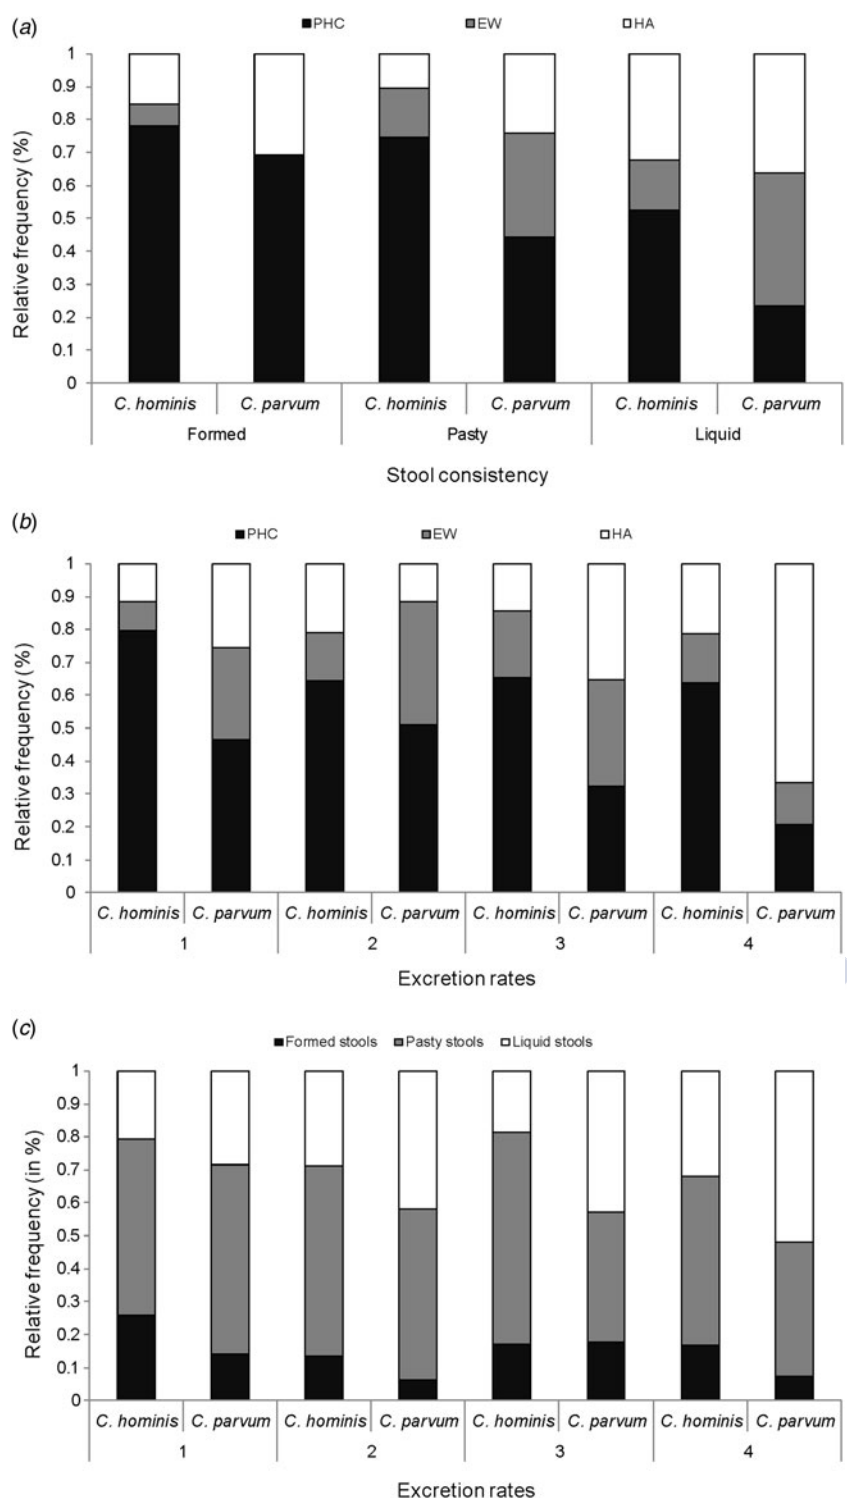 (a)
PHC EW HA
1
0.9
0.8
0.7
0.6
0.5
0.4
0.3
0.2
0.1
0
Relative frequency (%)
C. hominis C. parvum C. hominis C. parvum C. hominis C. parvum
Formed Pasty Liquid
Stool consistency
(b)
PHC EW HA
1
0.9
0.8
0.7
0.6
0.5
0.4
0.3
0.2
0.1
0
Relative frequency (%)
C. hominis C. parvum C. hominis C. parvum C. hominis C. parvum C. hominis C. parvum
1 2 3 4
Excretion rates
(c)
Formed stools Pasty stools Liquid stools
1
0.9
0.8
0.7
0.6
0.5
0.4
0.3
0.2
0.1
0
Relative frequency (in %)
C. hominis C. parvum C. hominis C. parvum C. hominis C. parvum C. hominis C. parvum
1 2 3 4
Excretion rates